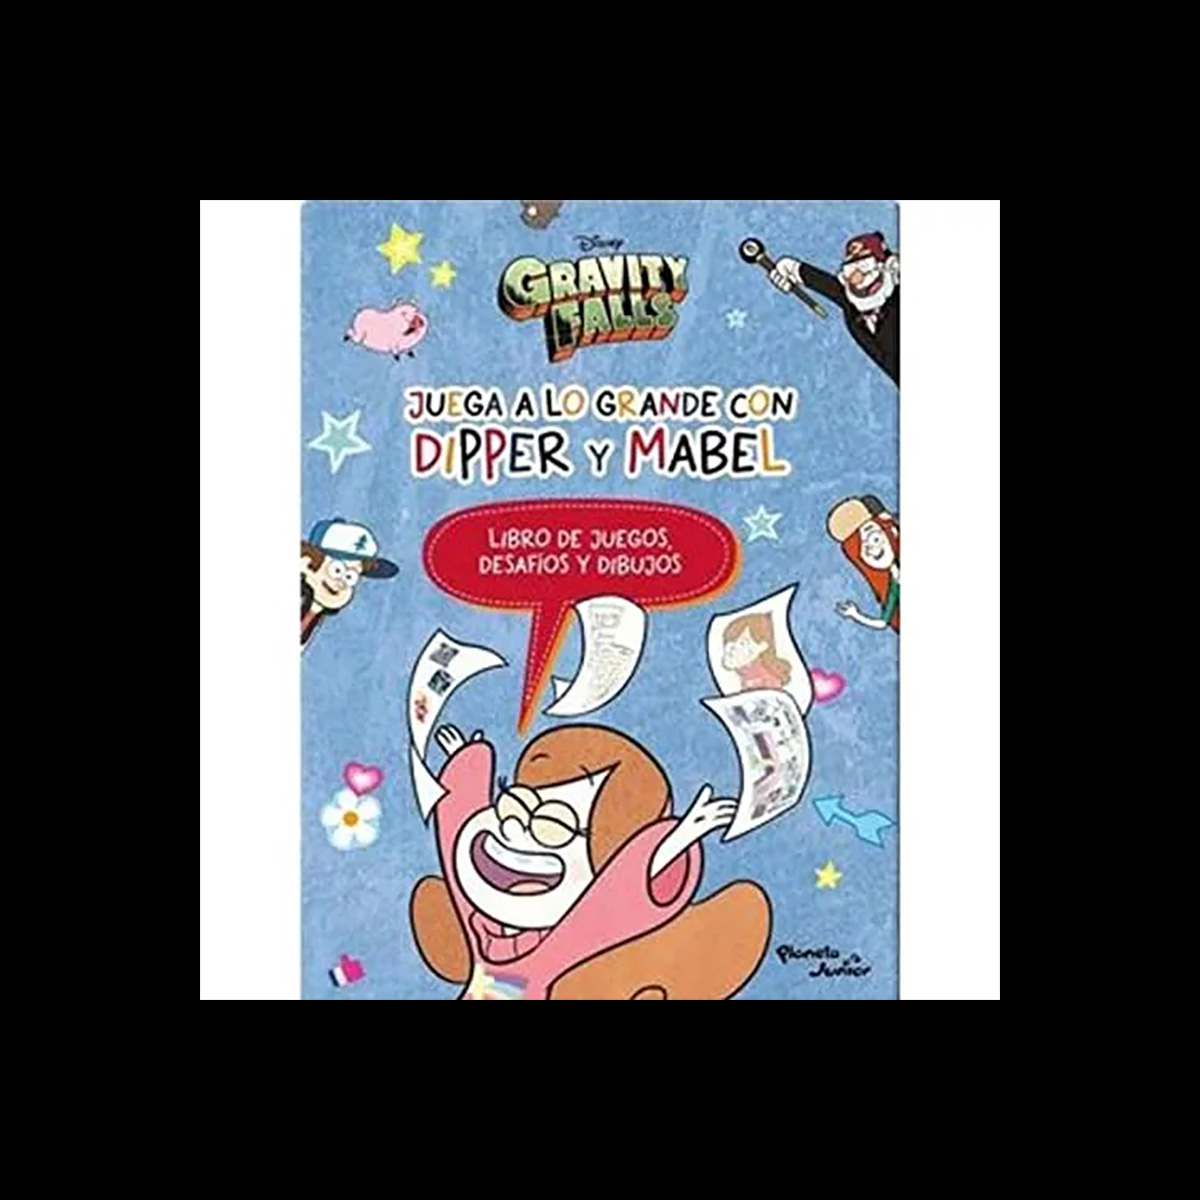 Disney
GRAVITY
FALLS
JUEGA A LO GRANDE CON
DIPPER Y MABEL
LIBRO DE JUEGOS,
DESAFÍOS Y DIBUJOS
Planeta
Junior